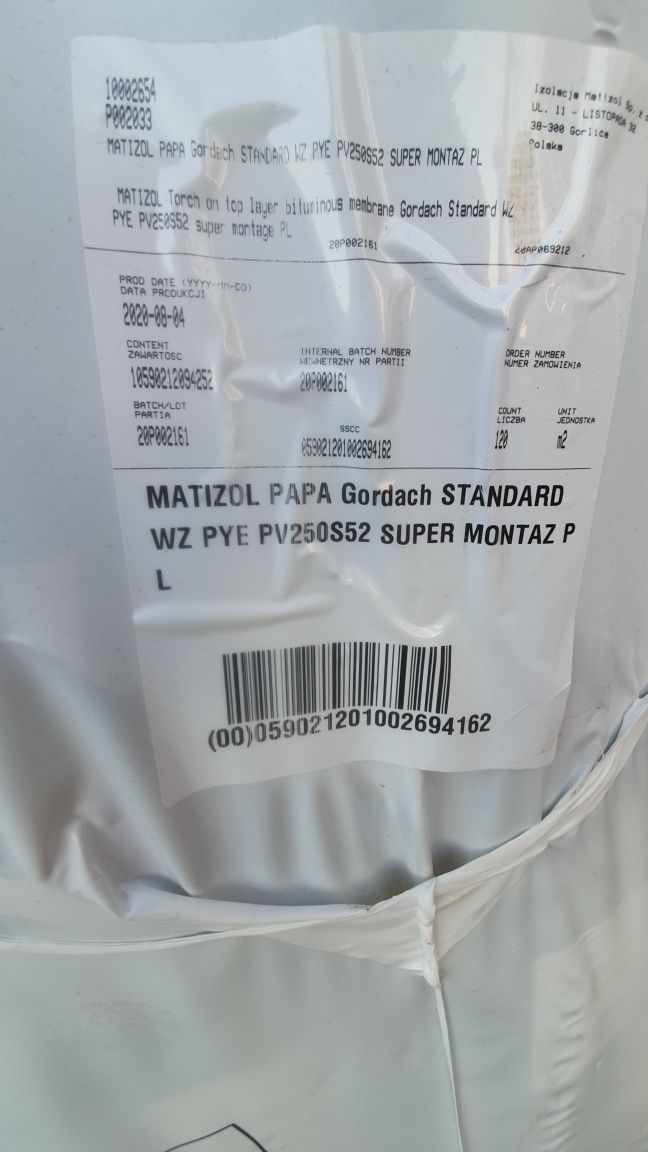 10002654
P002033
MATIZOL PAPA Gordach STANDARD WZ PYE PV250S52 SUPER MONTAZ PL
Izolacja Matizol Sp. z o
UL. 11 - LISTOPADA 32
38-300 Gorlice
Polska
MATIZOL Torch on top layer bituminous membrane Gordach Standard WZ
PYE PV250S52 super montage PL
20P002161
PROD DATE (YYYY-MM-DD)
DATA PRODUKCJI
2020-08-04
CONTENT
ZAWARTOSC
10590212094252
INTERNAL BATCH NUMBER
WEWNETRZNY NR PARTII
20P002161
ORDER NUMBER
NUMER ZAMOWIENIA
BATCH/LOT
PARTIA
20P002161
SSCC
059021201002694162
COUNT
LICZBA
120
UNIT
JEDNOSTKA
m2
MATIZOL PAPA Gordach STANDARD
WZ PYE PV250S52 SUPER MONTAZ P
L
(00)059021201002694162